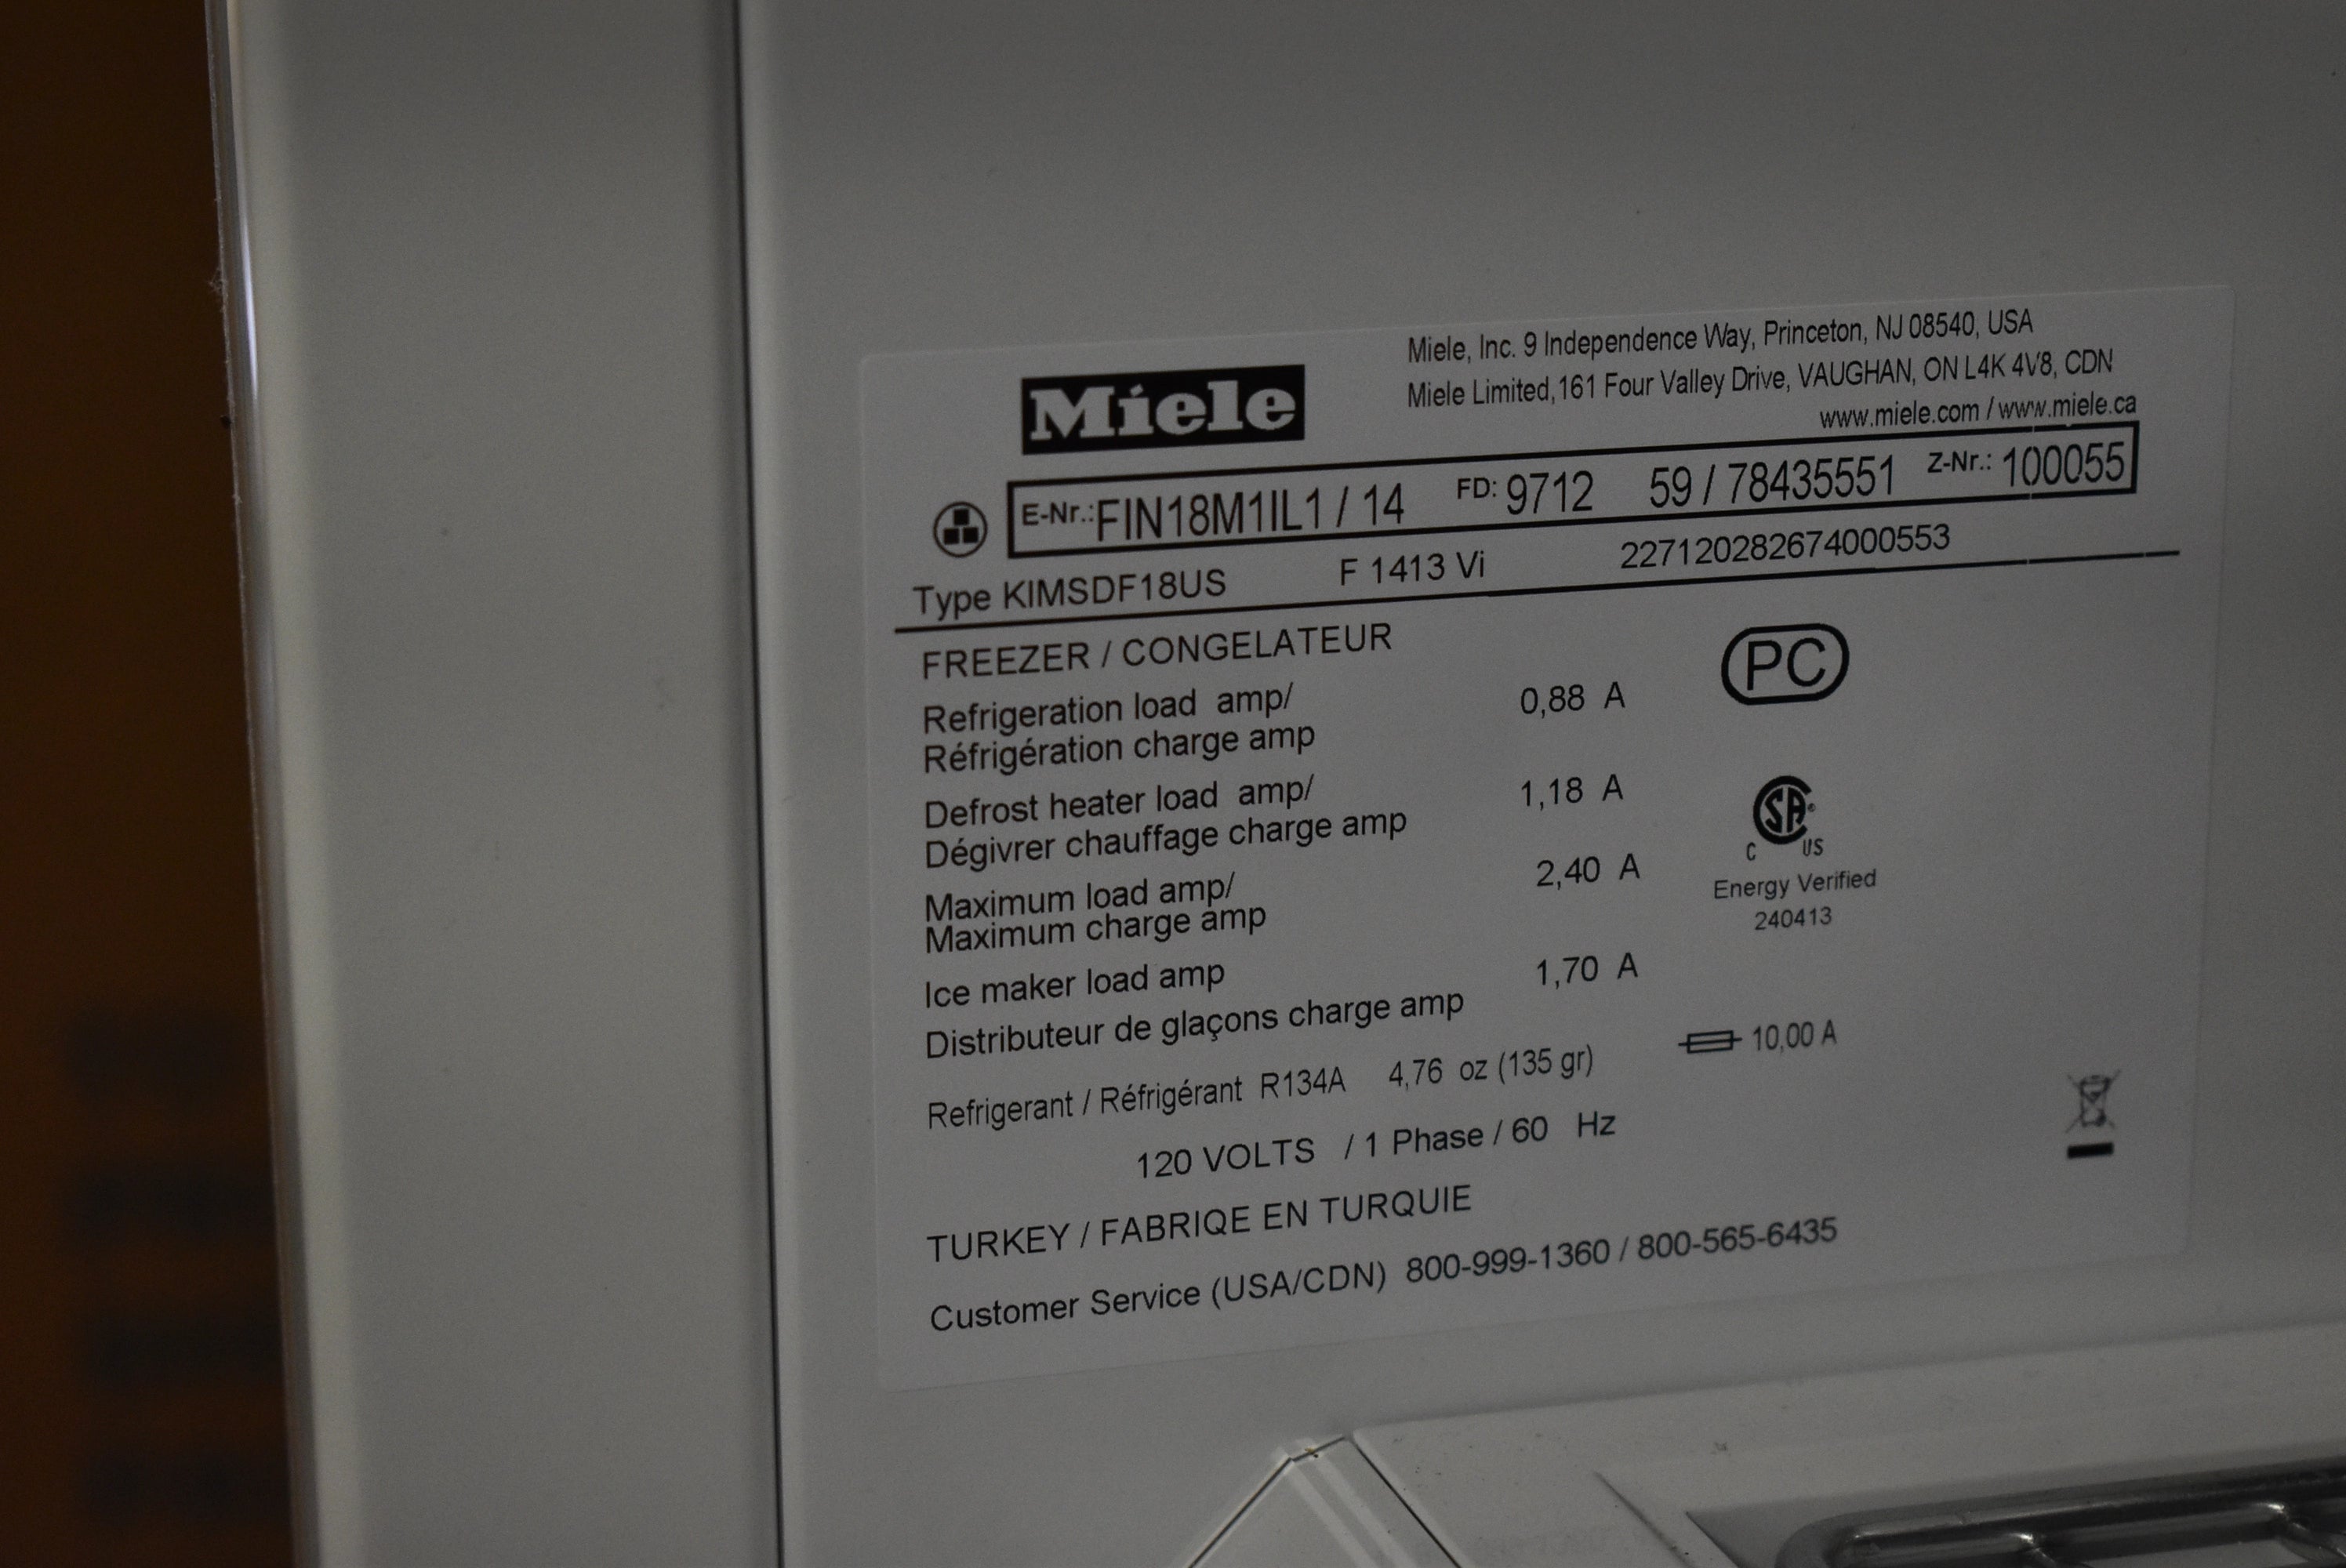 Miele
Miele, Inc. 9 Independence Way, Princeton, NJ 08540, USA
Miele Limited,161 Four Valley Drive, VAUGHAN, ON L4K 4V8, CDN
www.miele.com / www.miele.ca
E-Nr.:FIN18M1IL1 / 14 FD: 9712 59 / 78435551 Z-Nr.: 100055
Type KIMSDF18US F 1413 Vi 227120282674000553
FREEZER / CONGELATEUR
PC
Refrigeration load amp/ 0,88 A
Réfrigération charge amp
Defrost heater load amp/ 1,18 A
Dégivrer chauffage charge amp
SA
C US
Maximum load amp/ 2,40 A
Maximum charge amp
Energy Verified
240413
Ice maker load amp 1,70 A
Distributeur de glaçons charge amp
Refrigerant / Réfrigérant R134A 4,76 oz (135 gr) 10,00 A
120 VOLTS / 1 Phase / 60 Hz
TURKEY / FABRIQE EN TURQUIE
Customer Service (USA/CDN) 800-999-1360 / 800-565-6435